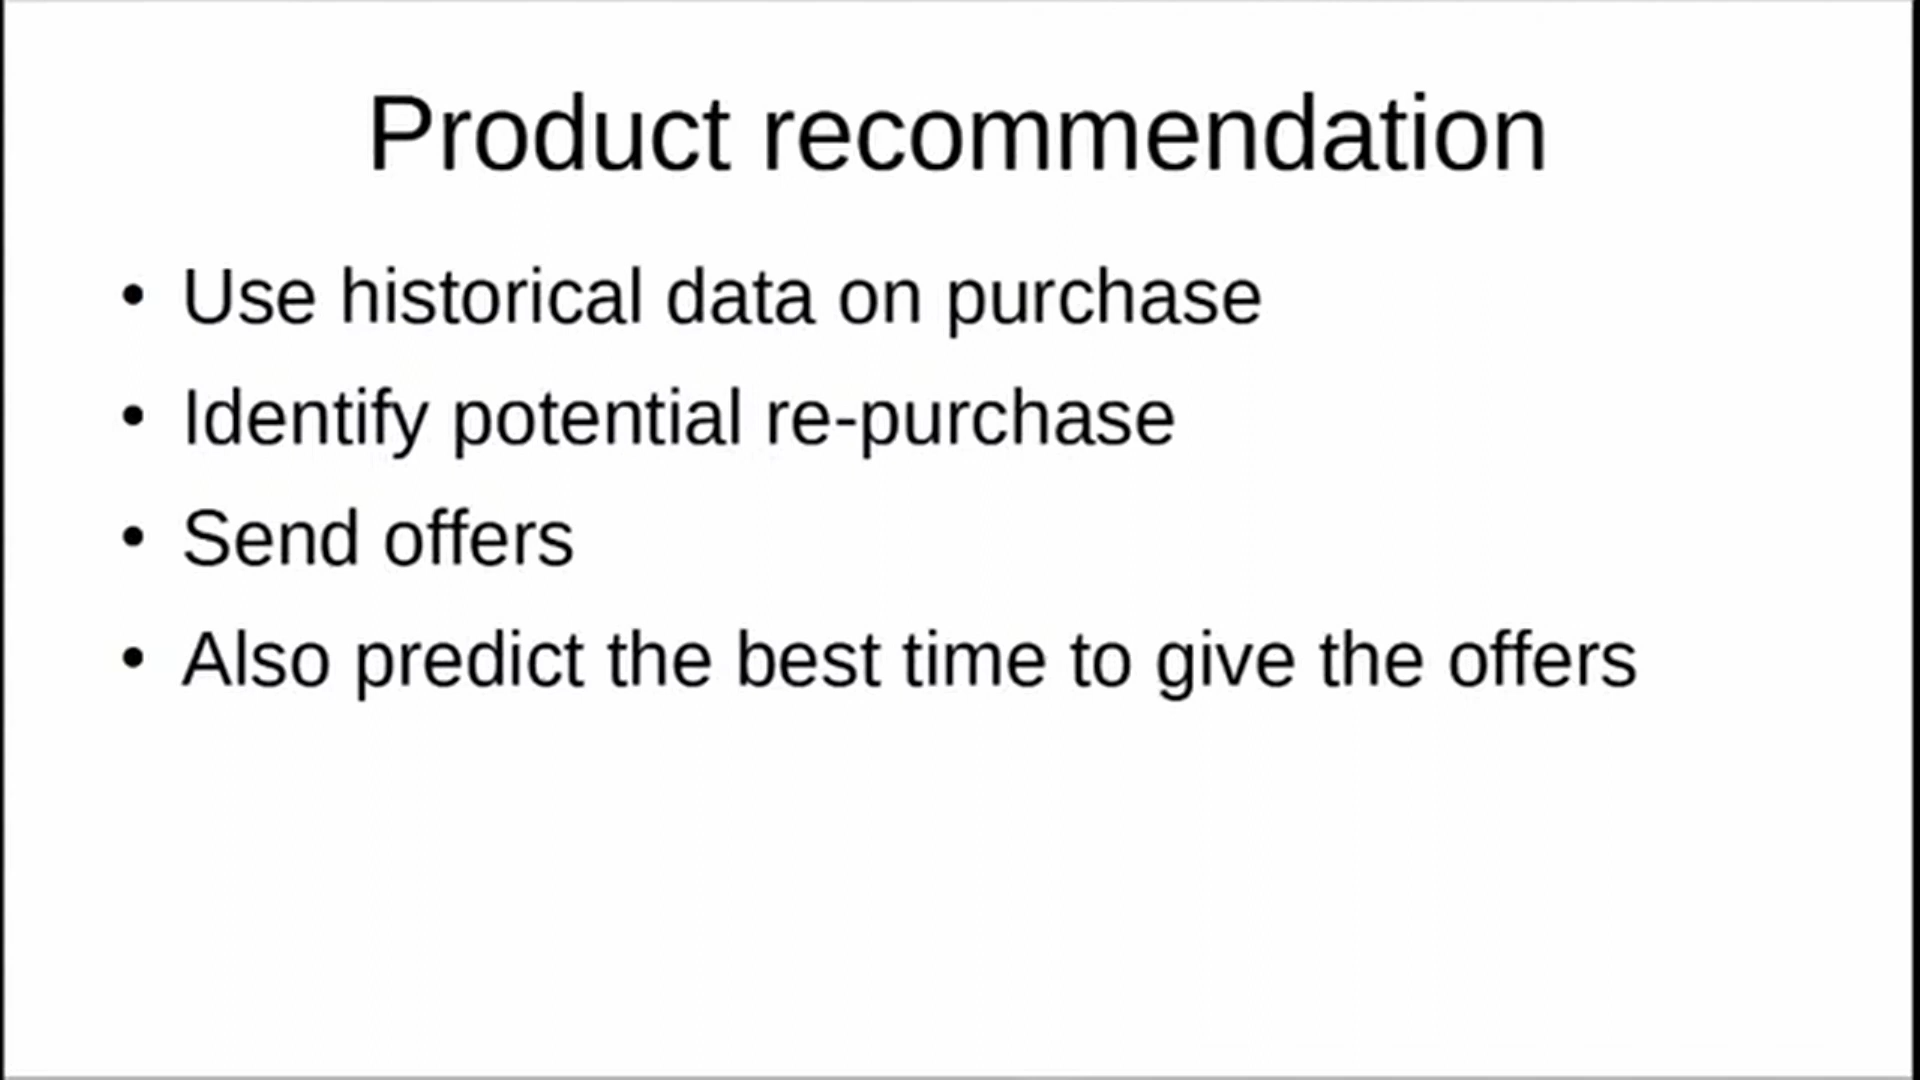 Product recommendation
• Use historical data on purchase
• Identify potential re-purchase
• Send offers
• Also predict the best time to give the offers